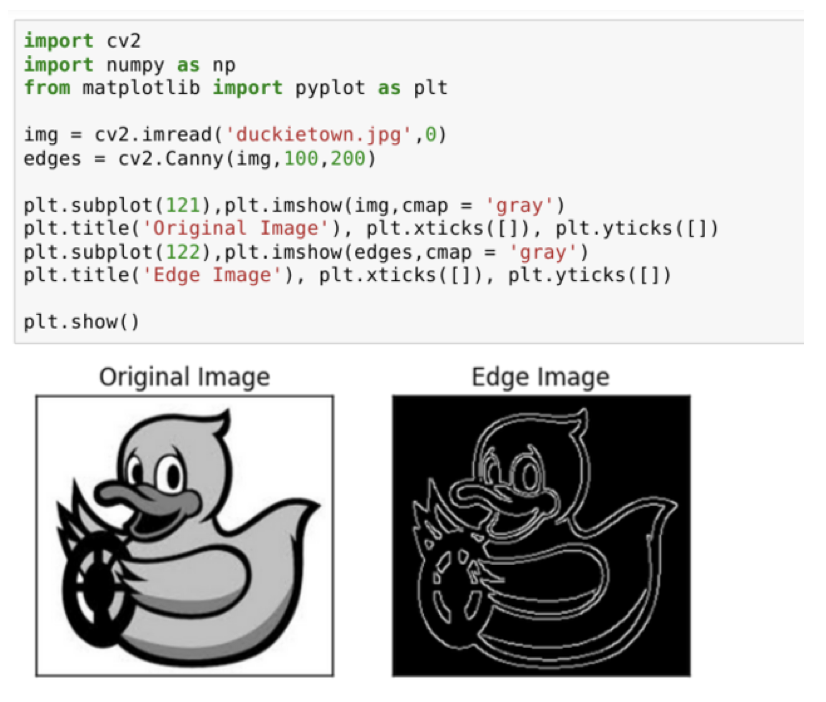 import cv2
import numpy as np
from matplotlib import pyplot as plt
img = cv2.imread('duckietown.jpg',0)
edges = cv2.Canny(img,100,200)
plt.subplot(121),plt.imshow(img,cmap = 'gray')
plt.title('Original Image'), plt.xticks([]), plt.yticks([])
plt.subplot(122),plt.imshow(edges,cmap = 'gray')
plt.title('Edge Image'), plt.xticks([]), plt.yticks([])
plt.show()
Original Image
Edge Image